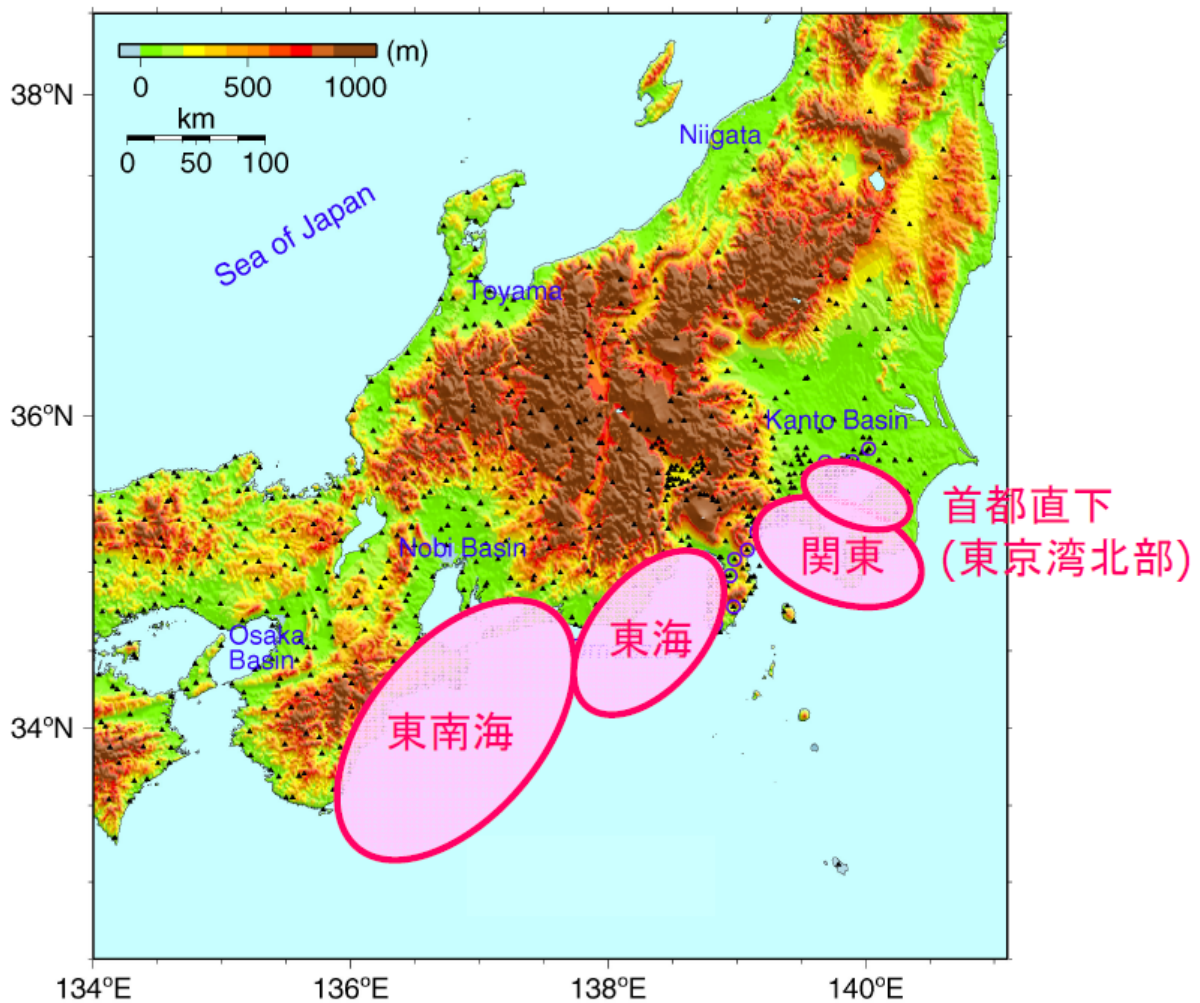 (m)
0 500 1000
km
0 50 100
38°N
36°N
34°N
134°E 136°E 138°E 140°E
Niigata
Sea of Japan
Toyama
Kanto Basin
Nobi Basin
Osaka
Basin
首都直下
(東京湾北部)
関東
東海
東南海